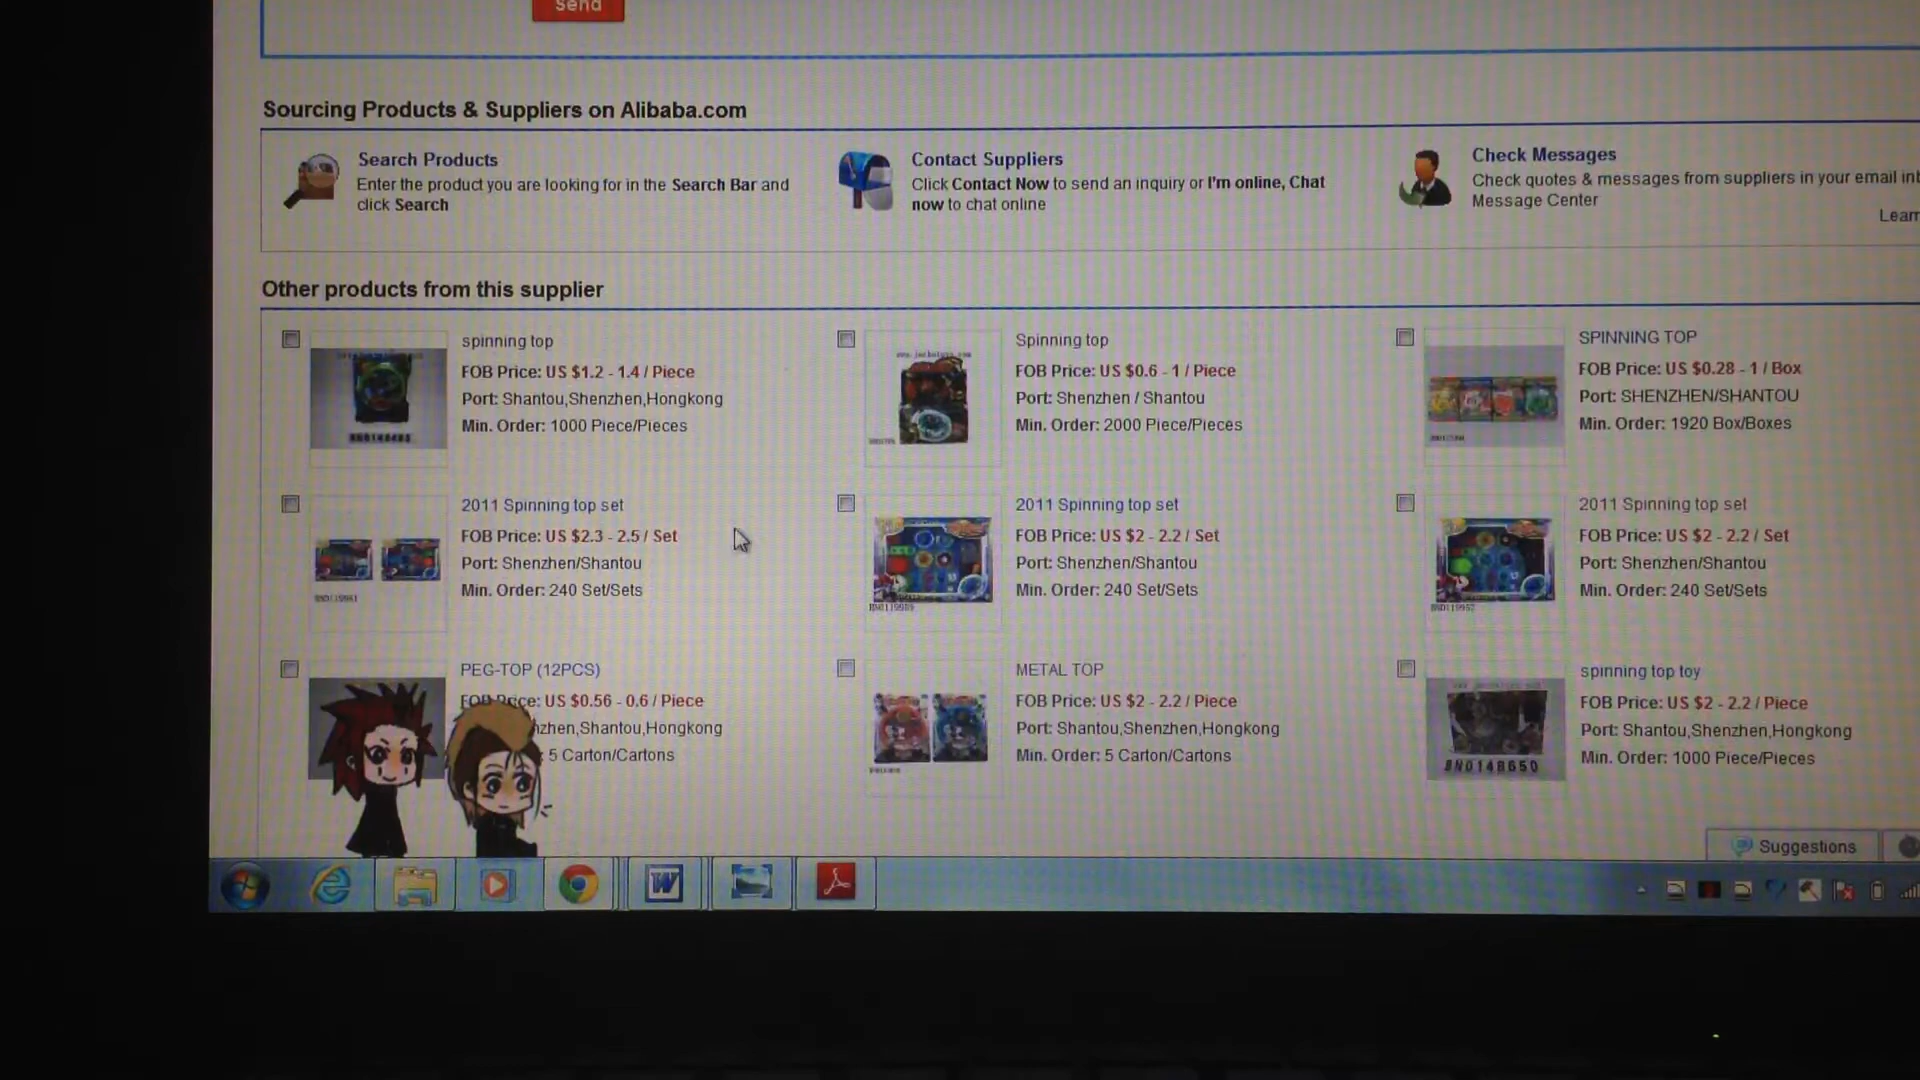 Send
Sourcing Products & Suppliers on Alibaba.com
Search Products
Enter the product you are looking for in the Search Bar and
click Search
Contact Suppliers
Click Contact Now to send an inquiry or I'm online, Chat
now to chat online
Check Messages
Check quotes & messages from suppliers in your email
Message Center
Other products from this supplier
spinning top
FOB Price: US $1.2 - 1.4 / Piece
Port: Shantou,Shenzhen,Hongkong
Min. Order: 1000 Piece/Pieces
Spinning top
FOB Price: US $0.6 - 1 / Piece
Port: Shenzhen / Shantou
Min. Order: 2000 Piece/Pieces
SPINNING TOP
FOB Price: US $0.28 - 1 / Box
Port: SHENZHEN/SHANTOU
Min. Order: 1920 Box/Boxes
2011 Spinning top set
FOB Price: US $2.3 - 2.5 / Set
Port: Shenzhen/Shantou
Min. Order: 240 Set/Sets
2011 Spinning top set
FOB Price: US $2 - 2.2 / Set
Port: Shenzhen/Shantou
Min. Order: 240 Set/Sets
2011 Spinning top set
FOB Price: US $2 - 2.2 / Set
Port: Shenzhen/Shantou
Min. Order: 240 Set/Sets
PEG-TOP (12PCS)
FOB Price: US $0.56 - 0.6 / Piece
nzhen,Shantou,Hongkong
: 5 Carton/Cartons
METAL TOP
FOB Price: US $2 - 2.2 / Piece
Port: Shantou,Shenzhen,Hongkong
Min. Order: 5 Carton/Cartons
BN0148650
spinning top toy
FOB Price: US $2 - 2.2 / Piece
Port: Shantou,Shenzhen,Hongkong
Min. Order: 1000 Piece/Pieces
Suggestions